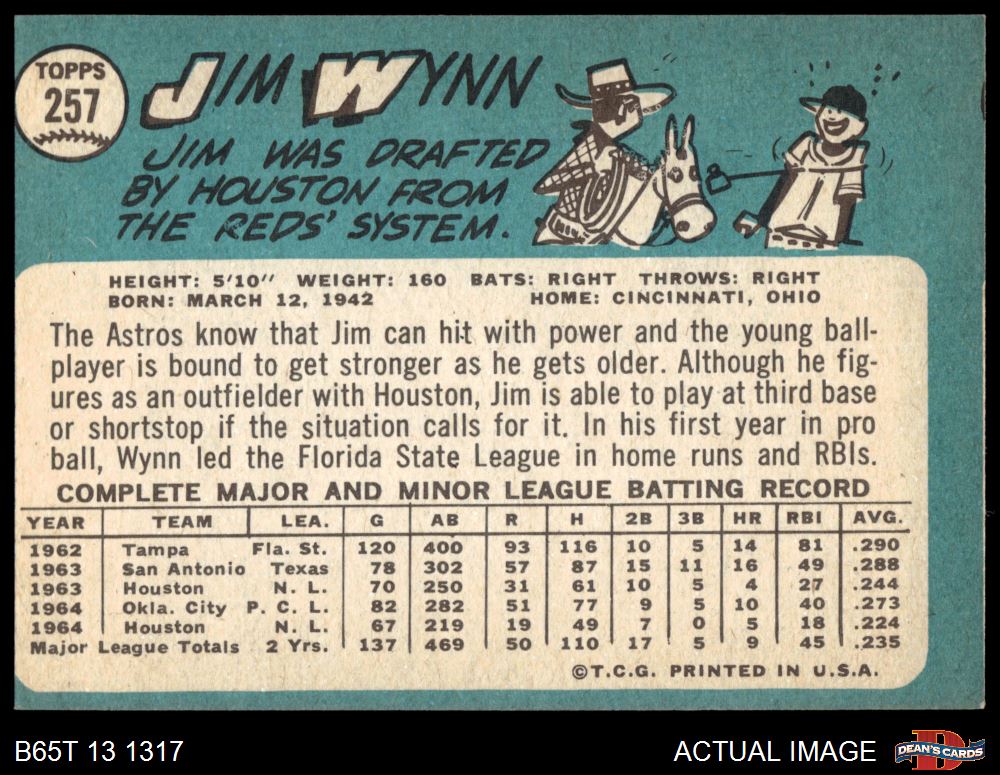 TOPPS
257
JIM WYNN
JIM WAS DRAFTED
BY HOUSTON FROM
THE REDS' SYSTEM.
HEIGHT: 5'10" WEIGHT: 160 BATS: RIGHT THROWS: RIGHT
BORN: MARCH 12, 1942 HOME: CINCINNATI, OHIO
The Astros know that Jim can hit with power and the young ball-
player is bound to get stronger as he gets older. Although he fig-
ures as an outfielder with Houston, Jim is able to play at third base
or shortstop if the situation calls for it. In his first year in pro
ball, Wynn led the Florida State League in home runs and RBIs.
COMPLETE MAJOR AND MINOR LEAGUE BATTING RECORD
YEAR TEAM LEA. G AB R H 2B 3B HR RBI AVG.
1962 Tampa Fla. St. 120 400 93 116 10 5 14 81 .290
1963 San Antonio Texas 78 302 57 87 15 11 16 49 .288
1963 Houston N. L. 70 250 31 61 10 5 4 27 .244
1964 Okla. City P. C. L. 82 282 51 77 9 5 10 40 .273
1964 Houston N. L. 67 219 19 49 7 0 5 18 .224
Major League Totals 2 Yrs. 137 469 50 110 17 5 9 45 .235
©T.C.G. PRINTED IN U.S.A.
B65T 13 1317
ACTUAL IMAGE
DEAN'S CARDS